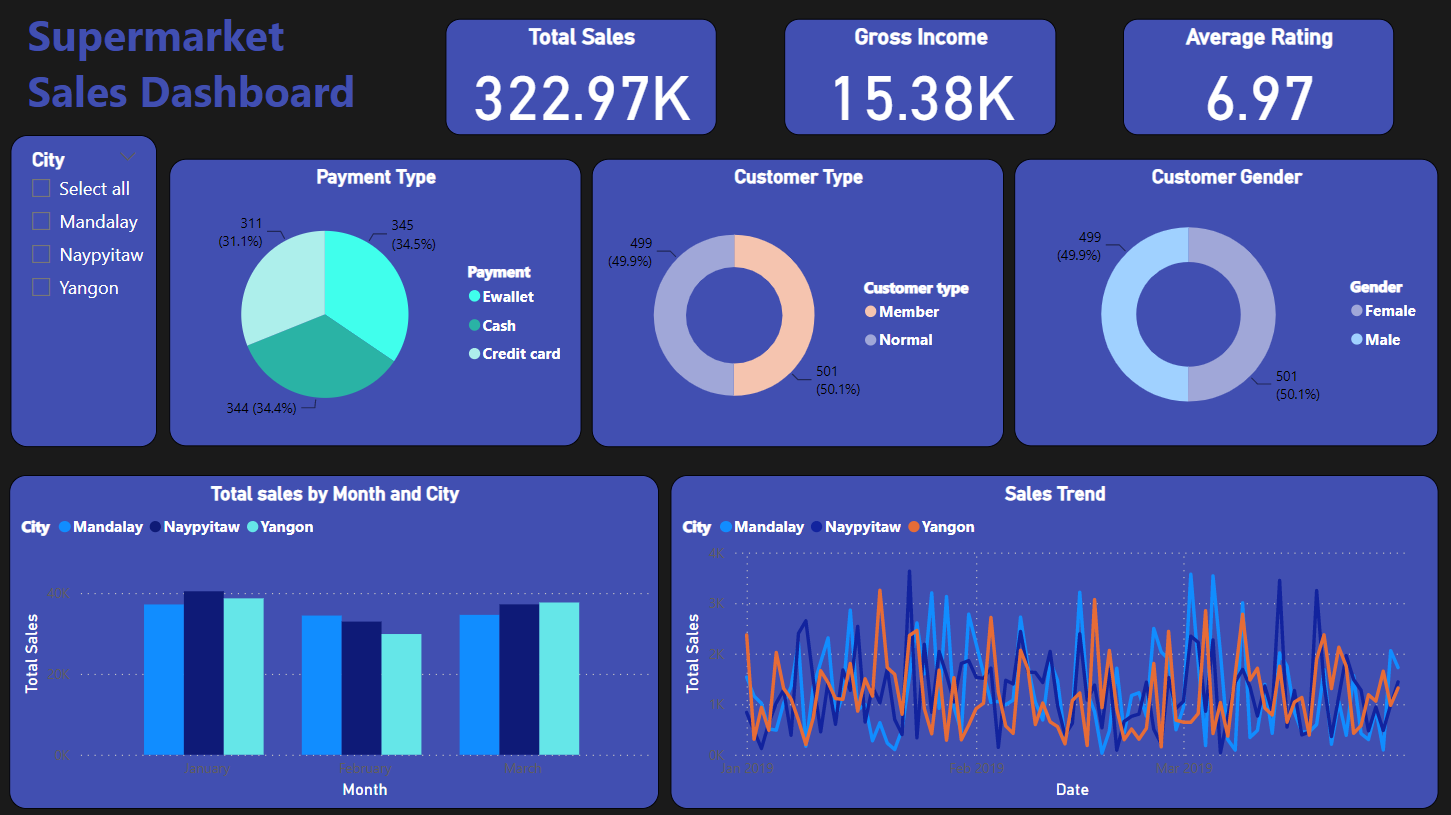 Supermarket
Sales Dashboard
Total Sales
322.97K
Gross Income
15.38K
Average Rating
6.97
City
Select all
Mandalay
Naypyitaw
Yangon
Payment Type
311
(31.1%)
345
(34.5%)
344 (34.4%)
Payment
Ewallet
Cash
Credit card
Customer Type
499
(49.9%)
501
(50.1%)
Customer type
Member
Normal
Customer Gender
499
(49.9%)
501
(50.1%)
Gender
Female
Male
Total sales by Month and City
City Mandalay Naypyitaw Yangon
Total Sales
40K
20K
0K
January February March
Month
Sales Trend
City Mandalay Naypyitaw Yangon
Total Sales
4K
3K
2K
1K
0K
Jan 2019 Feb 2019 Mar 2019
Date